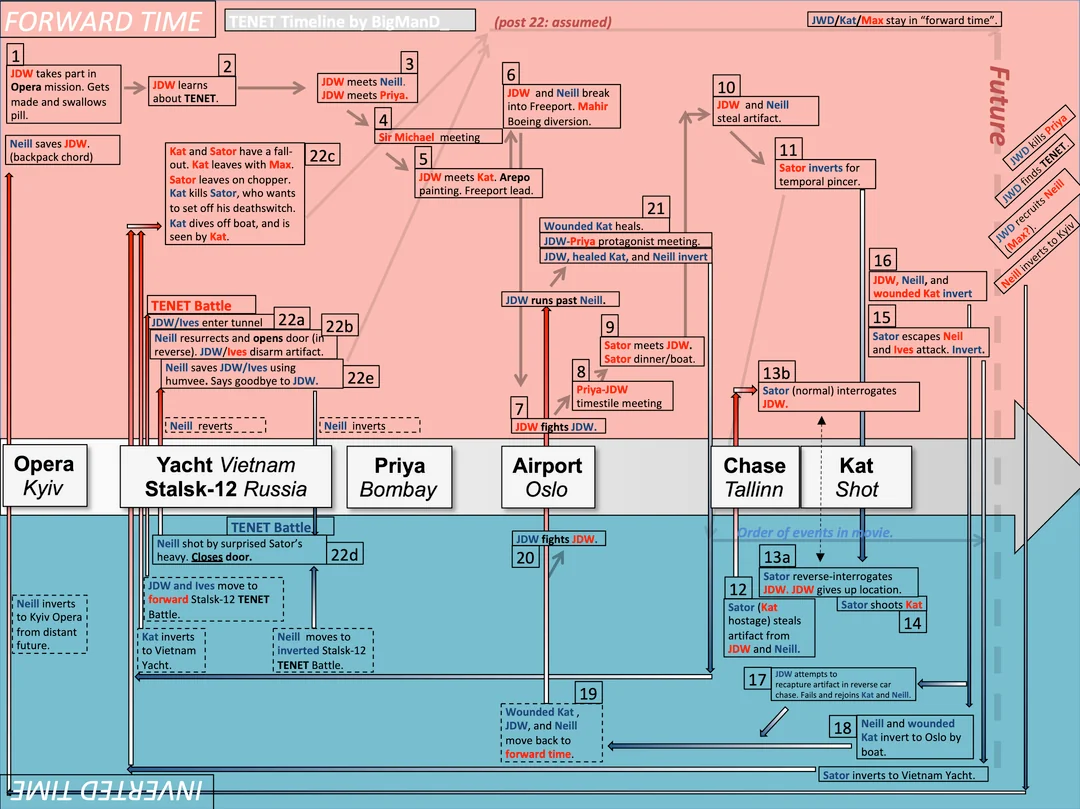 FORWARD TIME
TENET Timeline by BigManD_
(post 22: assumed)
JWD/Kat/Max stay in “forward time”.
Future
1
JDW takes part in
Opera mission. Gets
made and swallows
pill.
Neill saves JDW.
(backpack chord)
2
JDW learns
about TENET.
3
JDW meets Neill.
JDW meets Priya.
4
Sir Michael meeting
5
JDW meets Kat. Arepo
painting. Freeport lead.
6
JDW and Neill break
into Freeport. Mahir
Boeing diversion.
10
JDW and Neill
steal artifact.
11
Sator inverts for
temporal pincer.
JWD kills Priya
JWD finds TENET.
JWD recruits Neill
(Max?).
Neill inverts to Kyiv
22c
Kat and Sator have a fall-
out. Kat leaves with Max.
Sator leaves on chopper.
Kat kills Sator, who wants
to set off his deathswitch.
Kat dives off boat, and is
seen by Kat.
21
Wounded Kat heals.
JDW-Priya protagonist meeting.
JDW, healed Kat, and Neill invert
16
JDW, Neill, and
wounded Kat invert
15
Sator escapes Neil
and Ives attack. Invert.
TENET Battle
JDW/Ives enter tunnel
22a
22b
Neill resurrects and opens door (in
reverse). JDW/Ives disarm artifact.
Neill saves JDW/Ives using
humvee. Says goodbye to JDW.
22e
JDW runs past Neill.
9
Sator meets JDW.
Sator dinner/boat.
8
Priya-JDW
timestile meeting
7
JDW fights JDW.
13b
Sator (normal) interrogates
JDW.
Neill reverts
Neill inverts
Opera
Kyiv
Yacht Vietnam
Stalsk-12 Russia
Priya
Bombay
Airport
Oslo
Chase
Tallinn
Kat
Shot
Order of events in movie.
TENET Battle
Neill shot by surprised Sator’s
heavy. Closes door.
22d
JDW fights JDW.
20
13a
Sator reverse-interrogates
JDW. JDW gives up location.
Sator shoots Kat
14
12
Sator (Kat
hostage) steals
artifact from
JDW and Neill.
Neill inverts
to Kyiv Opera
from distant
future.
JDW and Ives move to
forward Stalsk-12 TENET
Battle.
Kat inverts
to Vietnam
Yacht.
Neill moves to
inverted Stalsk-12
TENET Battle.
17
JDW attempts to
recapture artifact in reverse car
chase. Fails and rejoins Kat and Neill.
19
Wounded Kat ,
JDW, and Neill
move back to
forward time.
18
Neill and wounded
Kat invert to Oslo by
boat.
Sator inverts to Vietnam Yacht.
INVERTED TIME